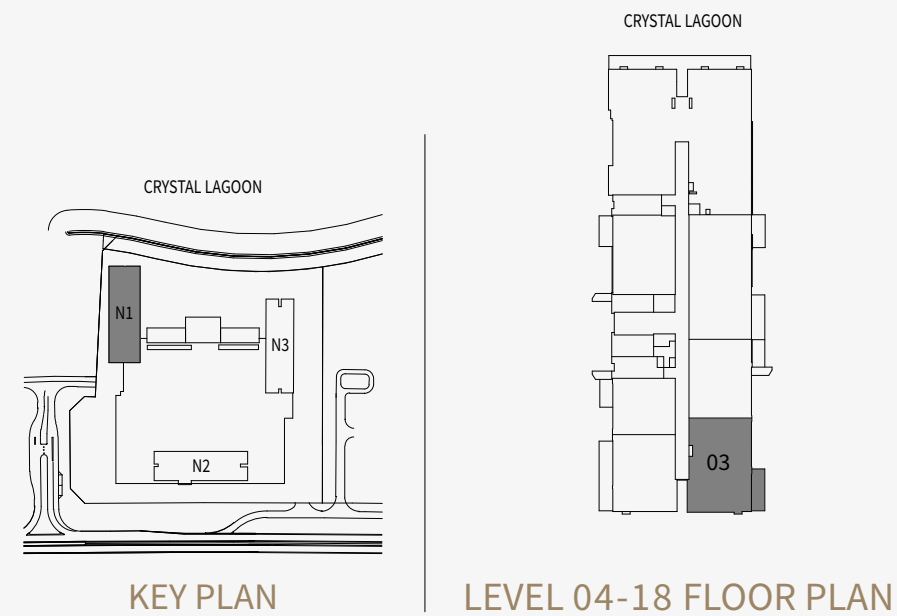 CRYSTAL LAGOON
N1
N3
N2
KEY PLAN
CRYSTAL LAGOON
03
LEVEL 04-18 FLOOR PLAN